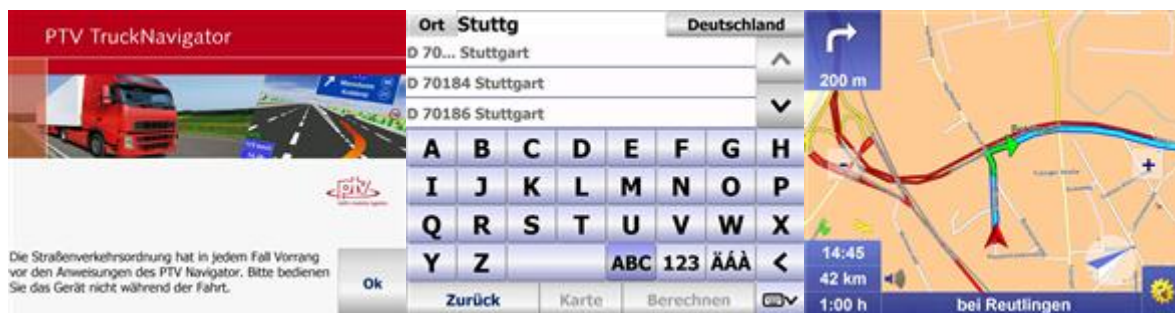 PTV TruckNavigator
ptv
Die Straßenverkehrsordnung hat in jedem Fall Vorrang
vor den Anweisungen des PTV Navigator. Bitte bedienen
Sie das Gerät nicht während der Fahrt.
Ok
Ort Stuttg Deutschland
D 70... Stuttgart
D 70184 Stuttgart
D 70186 Stuttgart
A B C D E F G H
I J K L M N O P
Q R S T U V W X
Y Z ABC 123 ÄÁÀ <
Zurück Karte Berechnen
200 m
- +
14:45
42 km
1:00 h bei Reutlingen